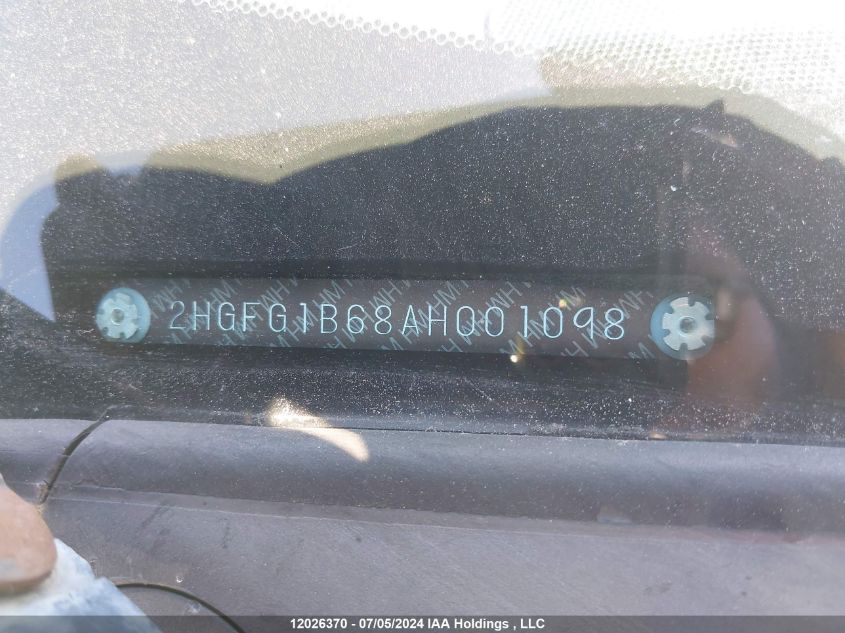 2HGFG1B68AH001098
12026370 - 07/05/2024 IAA Holdings , LLC